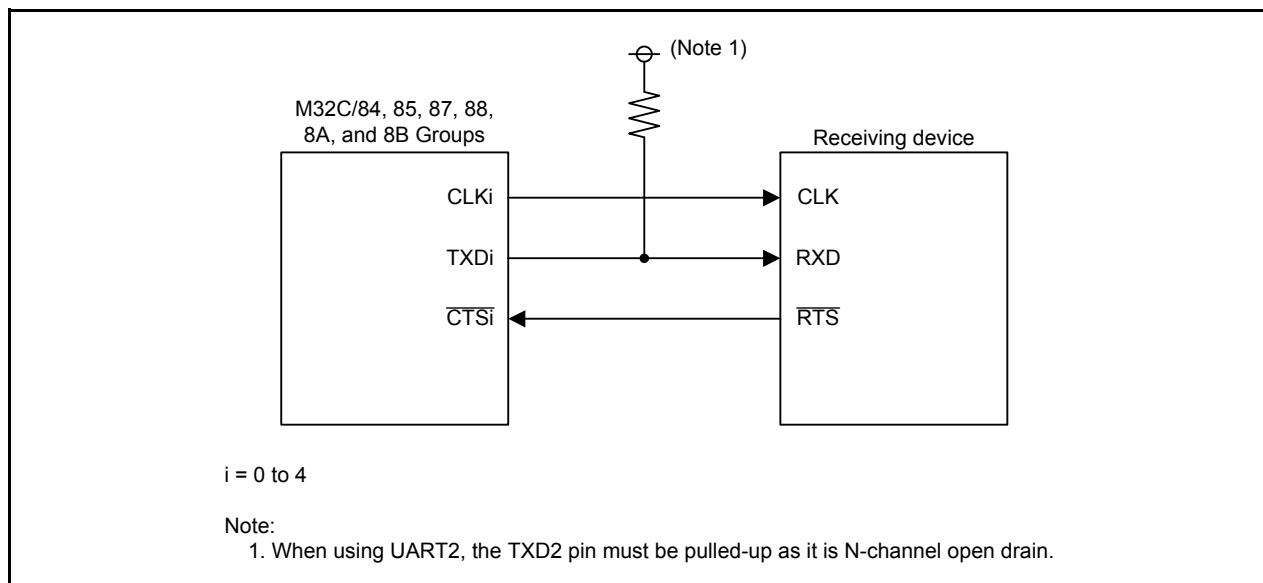 (Note 1)
M32C/84, 85, 87, 88,
8A, and 8B Groups
Receiving device
CLKi
CLK
TXDi
RXD
CTSi
RTS
i = 0 to 4
Note:
1. When using UART2, the TXD2 pin must be pulled-up as it is N-channel open drain.